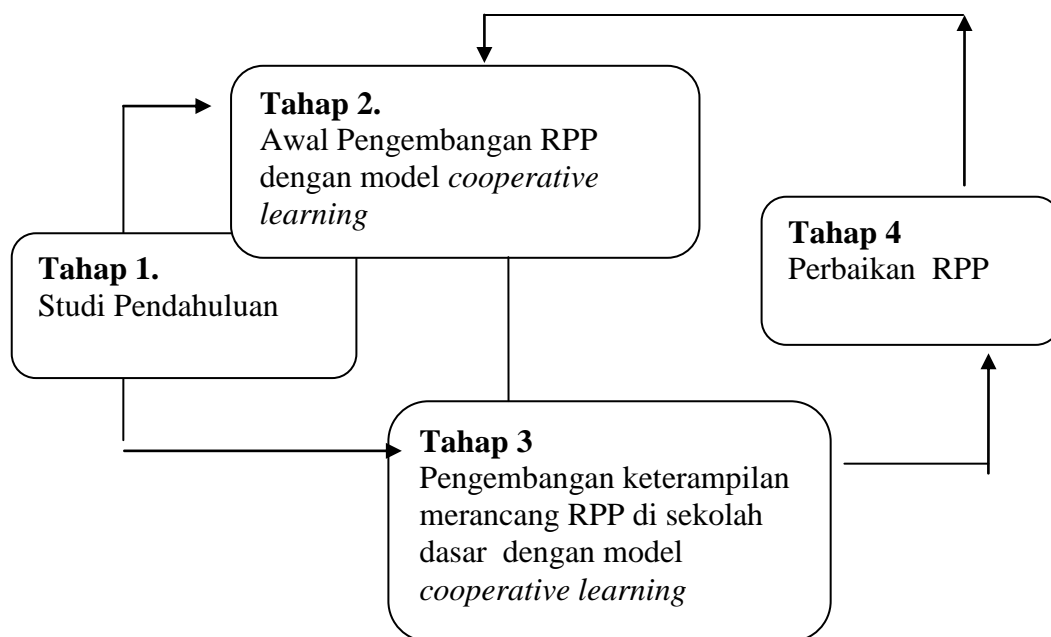 Tahap 1.
Studi Pendahuluan
Tahap 2.
Awal Pengembangan RPP
dengan model cooperative
learning
Tahap 3
Pengembangan keterampilan
merancang RPP di sekolah
dasar dengan model
cooperative learning
Tahap 4
Perbaikan RPP